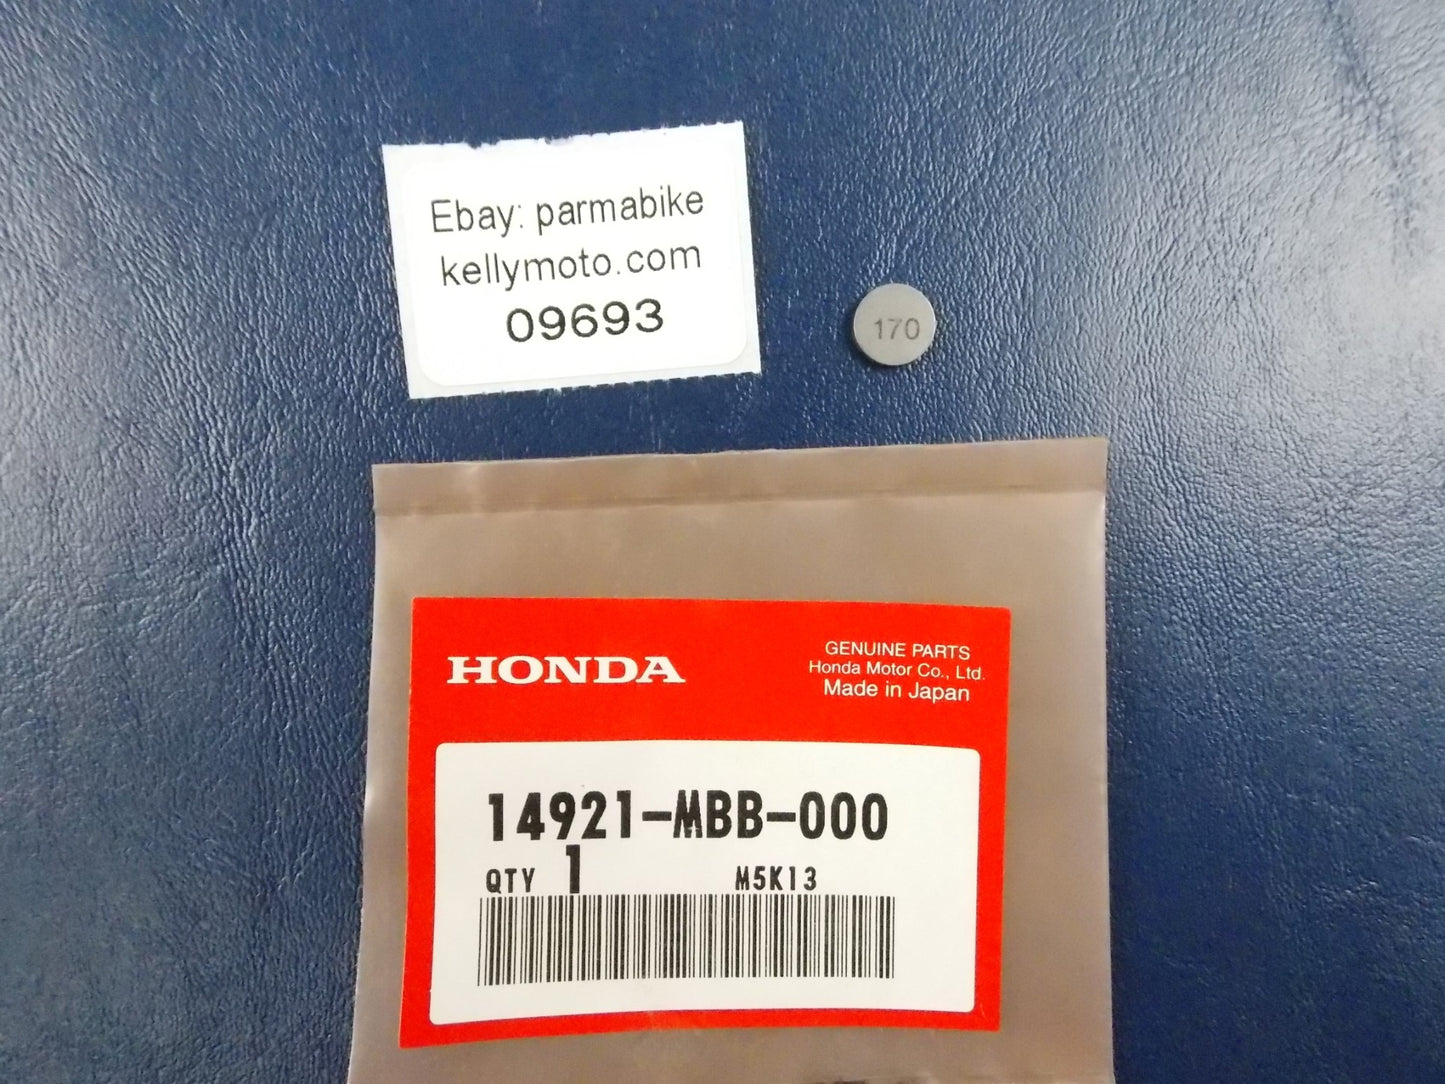 Ebay: parmabike
kellymoto.com
09693
170
HONDA
GENUINE PARTS
Honda Motor Co., Ltd.
Made in Japan
14921-MBB-000
QTY 1 M5K13